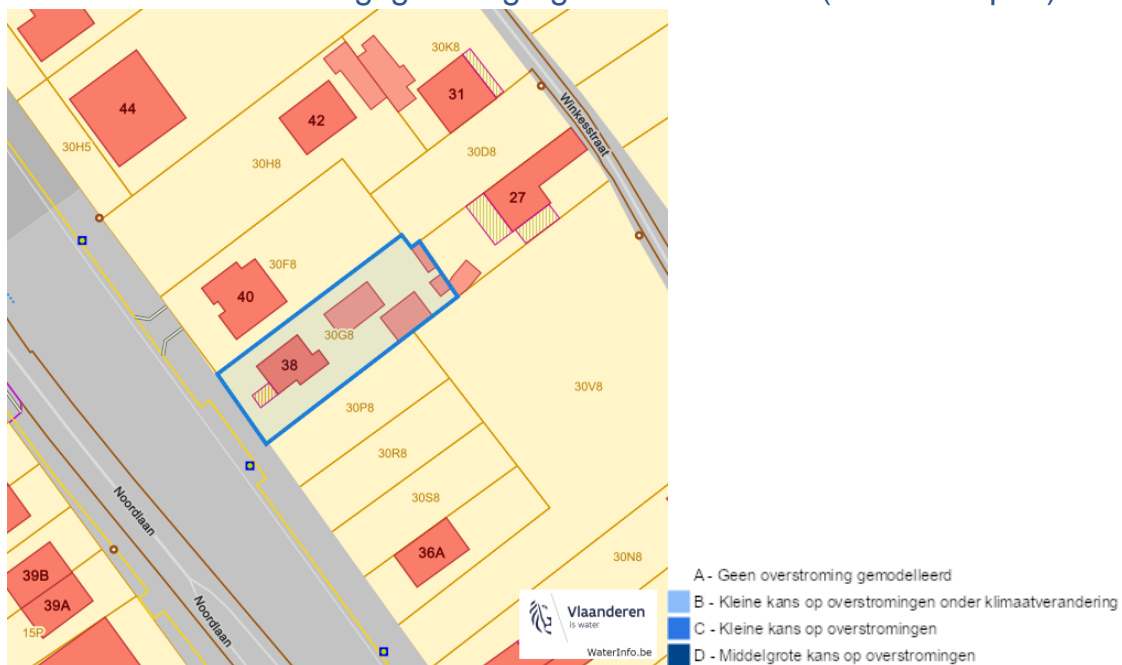 44
30H5
42
30K8
31
Winkesstraat
30H8
30D8
27
30F8
40
30G8
38
30V8
30P8
30R8
30S8
36A
30N8
Noordlaan
Noordlaan
39B
39A
15P
Vlaanderen
is water
WaterInfo.be
A - Geen overstroming gemodelleerd
B - Kleine kans op overstromingen onder klimaatverandering
C - Kleine kans op overstromingen
D - Middelgrote kans op overstromingen